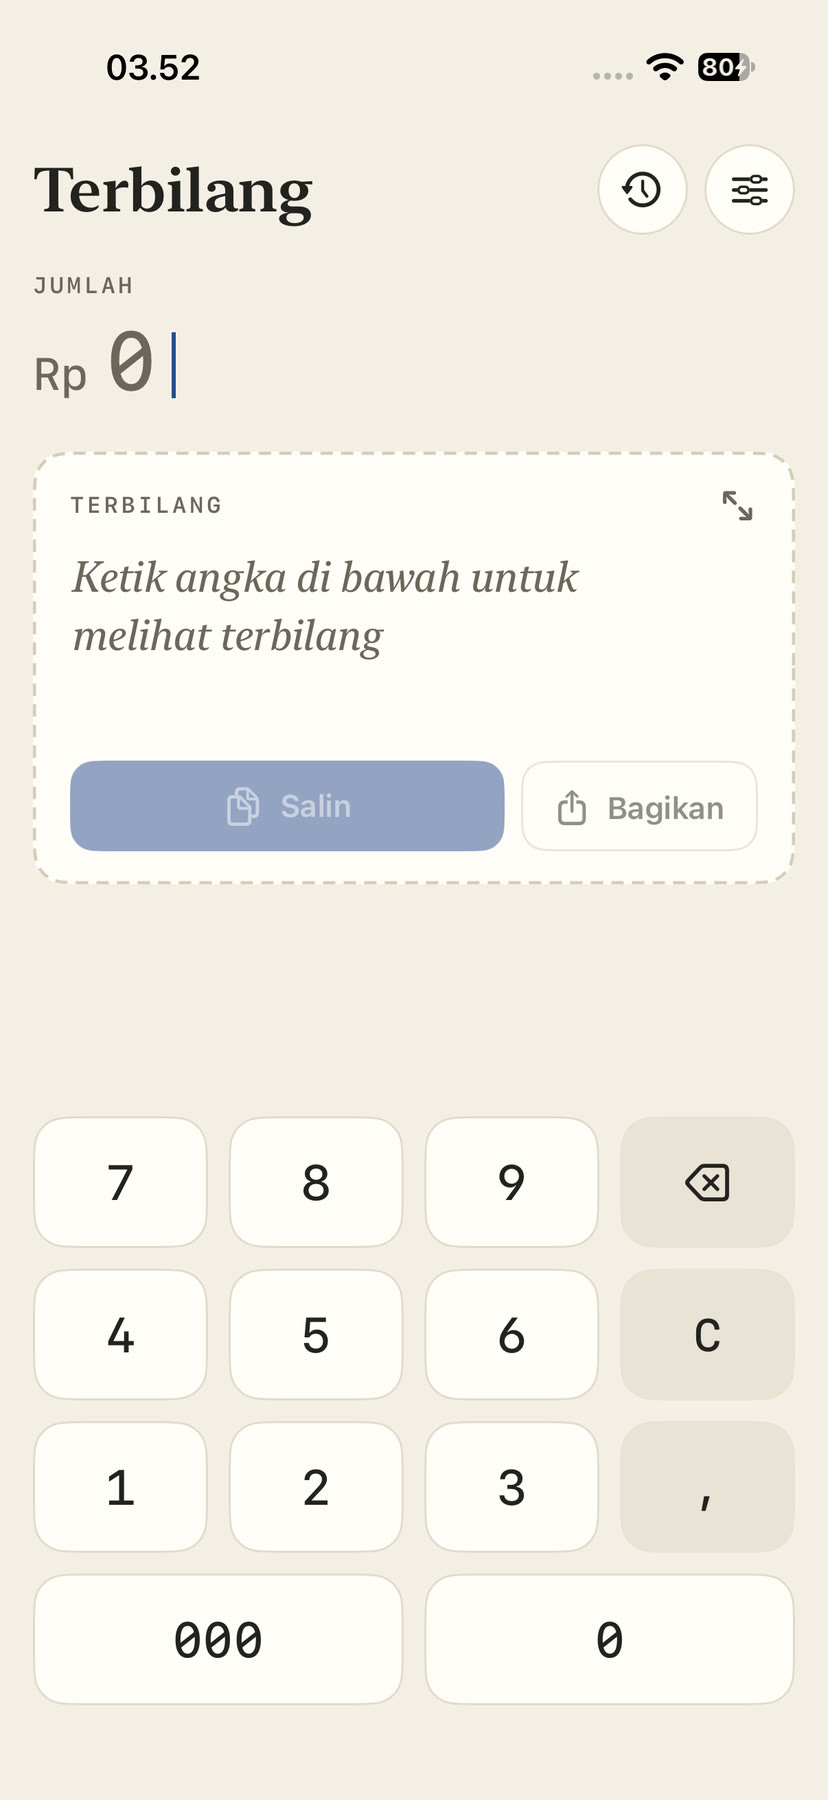 03.52
80
Terbilang
JUMLAH
Rp 0
TERBILANG
Ketik angka di bawah untuk
melihat terbilang
Salin
Bagikan
7 8 9
4 5 6 C
1 2 3 ,
000 0